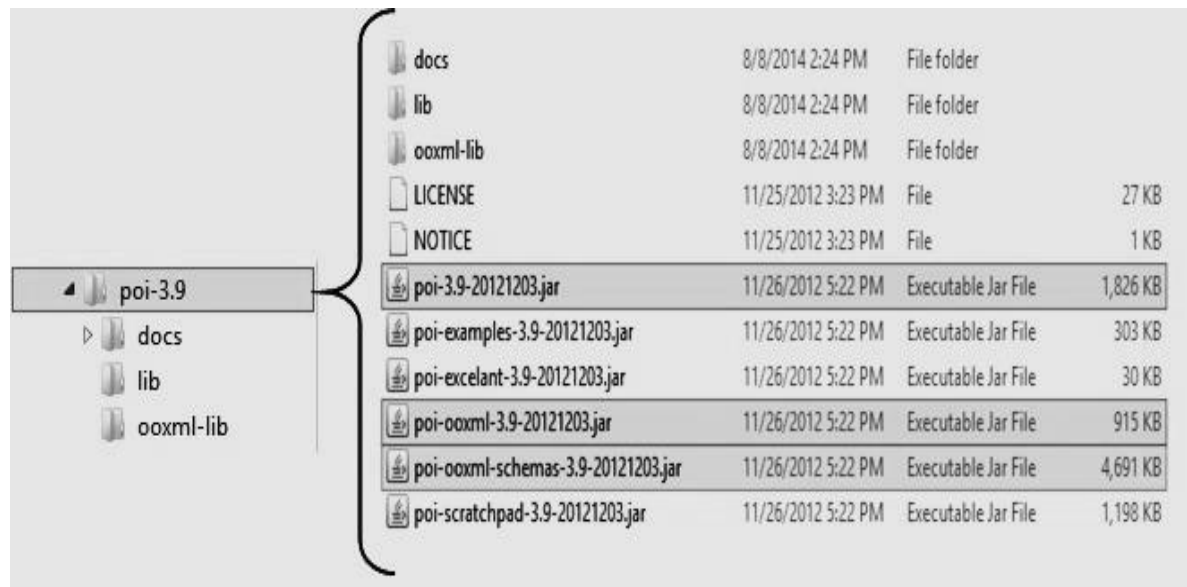 poi-3.9
docs
lib
ooxml-lib
docs 8/8/2014 2:24 PM File folder
lib 8/8/2014 2:24 PM File folder
ooxml-lib 8/8/2014 2:24 PM File folder
LICENSE 11/25/2012 3:23 PM File 27 KB
NOTICE 11/25/2012 3:23 PM File 1 KB
poi-3.9-20121203.jar 11/26/2012 5:22 PM Executable Jar File 1,826 KB
poi-examples-3.9-20121203.jar 11/26/2012 5:22 PM Executable Jar File 303 KB
poi-excelant-3.9-20121203.jar 11/26/2012 5:22 PM Executable Jar File 30 KB
poi-ooxml-3.9-20121203.jar 11/26/2012 5:22 PM Executable Jar File 915 KB
poi-ooxml-schemas-3.9-20121203.jar 11/26/2012 5:22 PM Executable Jar File 4,691 KB
poi-scratchpad-3.9-20121203.jar 11/26/2012 5:22 PM Executable Jar File 1,198 KB